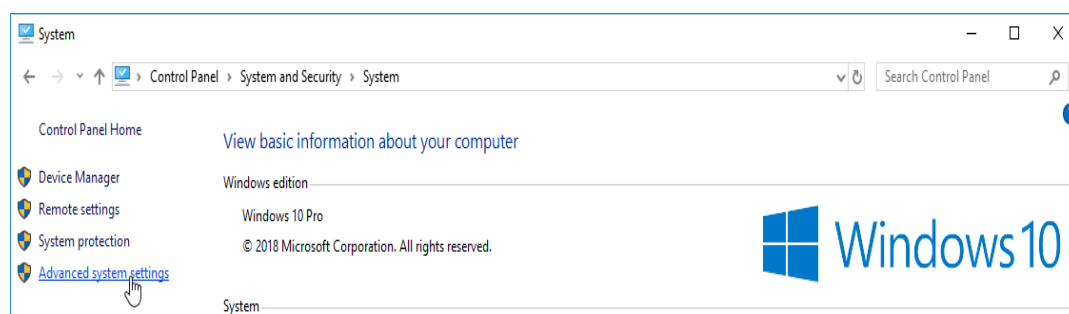 System
Control Panel > System and Security > System
Search Control Panel
Control Panel Home
View basic information about your computer
Device Manager
Windows edition
Remote settings
Windows 10 Pro
System protection
© 2018 Microsoft Corporation. All rights reserved.
Windows 10
Advanced system settings
System